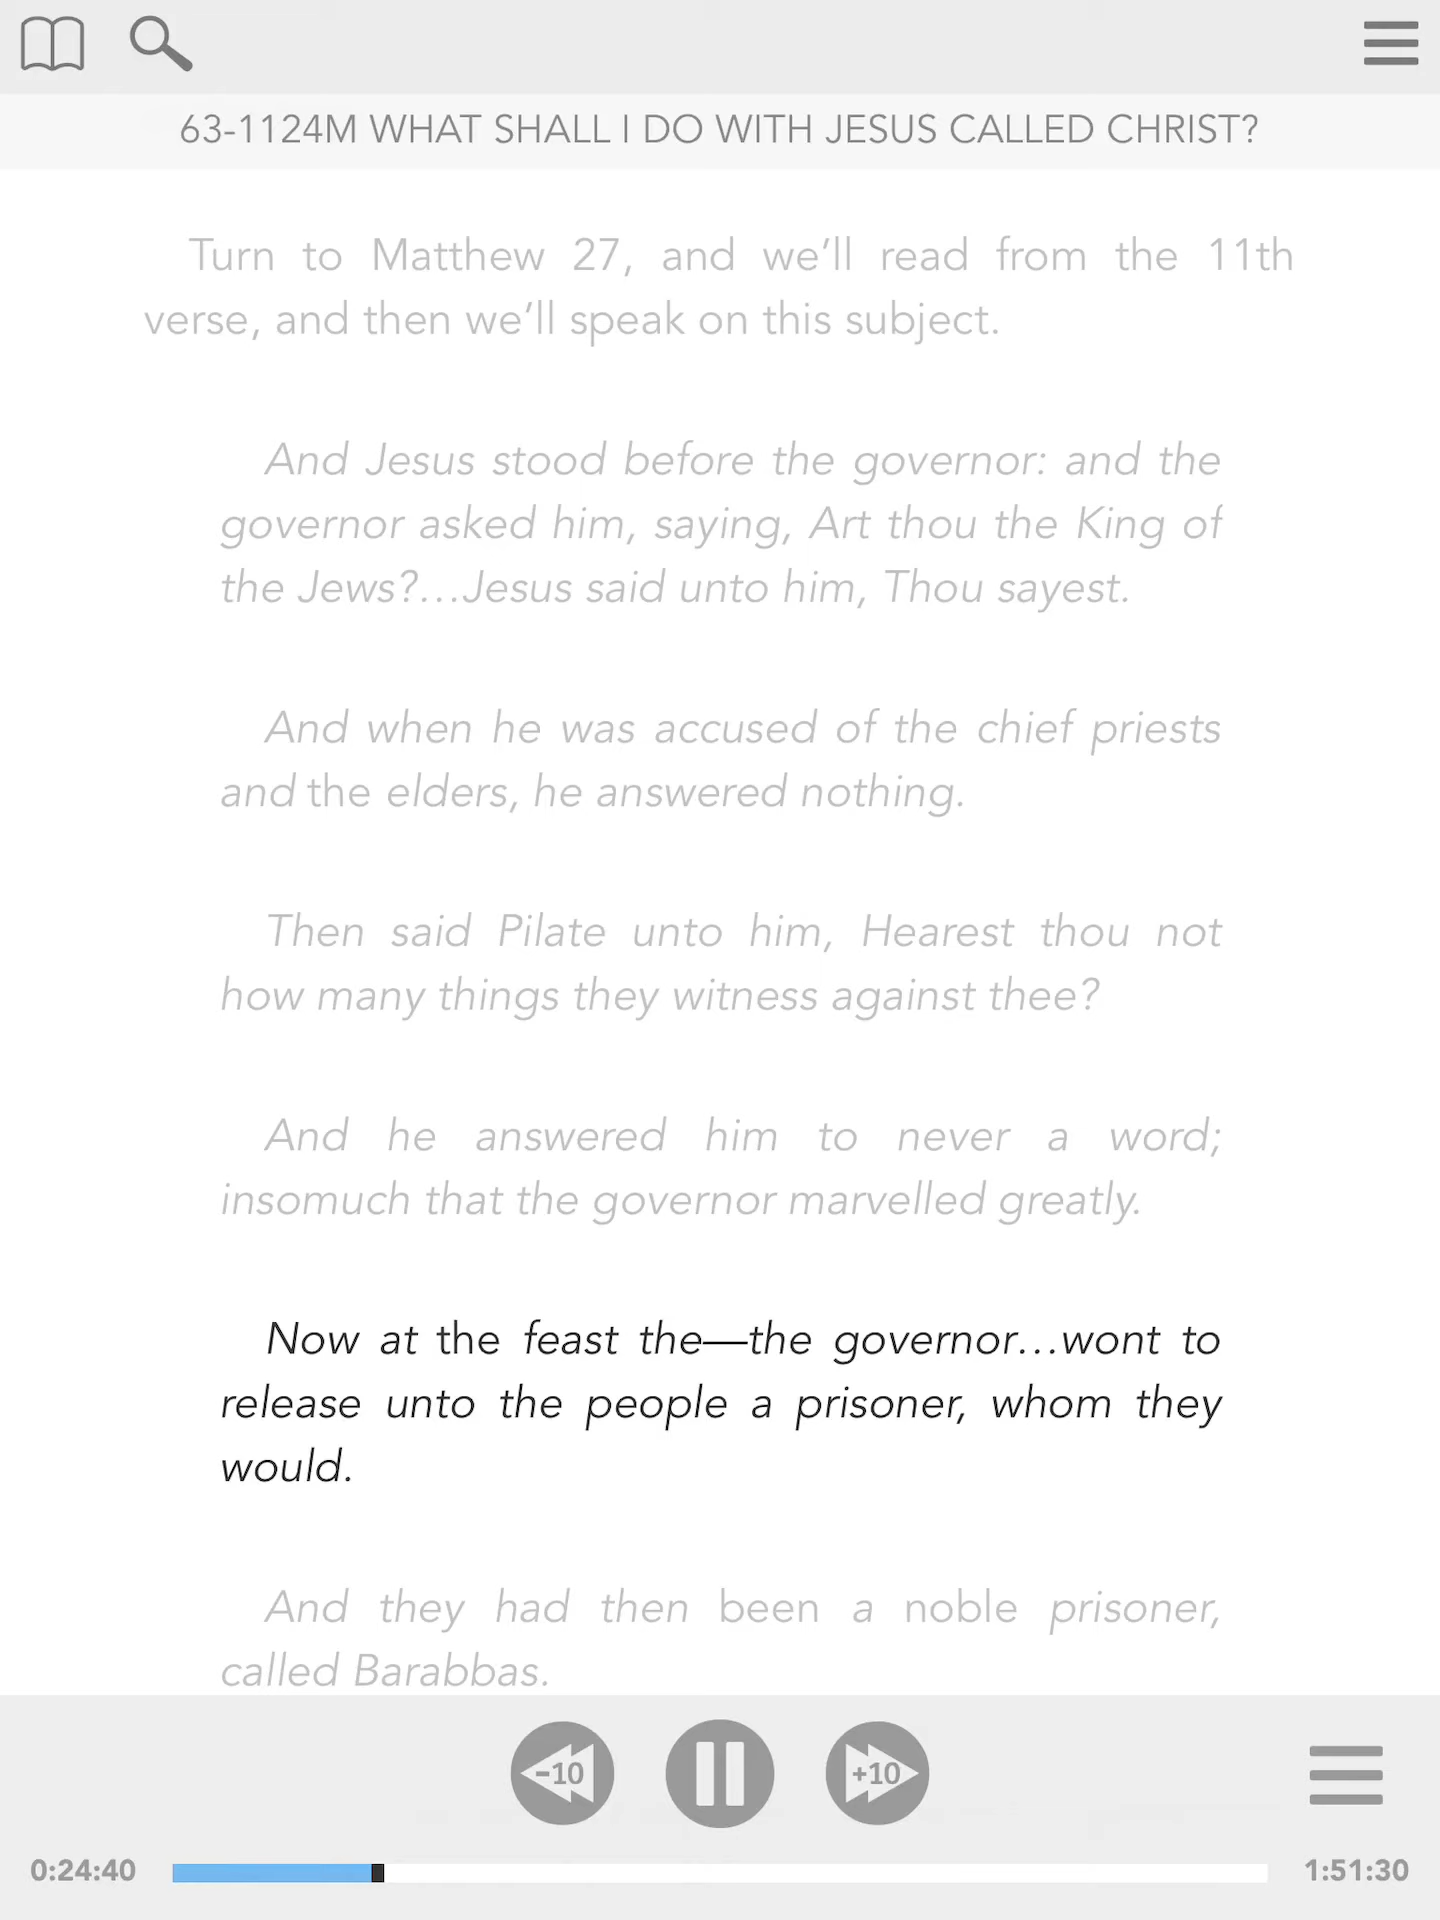 63-1124M WHAT SHALL I DO WITH JESUS CALLED CHRIST?
Turn to Matthew 27, and we’ll read from the 11th
verse, and then we’ll speak on this subject.
And Jesus stood before the governor: and the
governor asked him, saying, Art thou the King of
the Jews?…Jesus said unto him, Thou sayest.
And when he was accused of the chief priests
and the elders, he answered nothing.
Then said Pilate unto him, Hearest thou not
how many things they witness against thee?
And he answered him to never a word;
insomuch that the governor marvelled greatly.
Now at the feast the—the governor…wont to
release unto the people a prisoner, whom they
would.
And they had then been a noble prisoner,
called Barabbas.
-10
+10
0:24:40
1:51:30